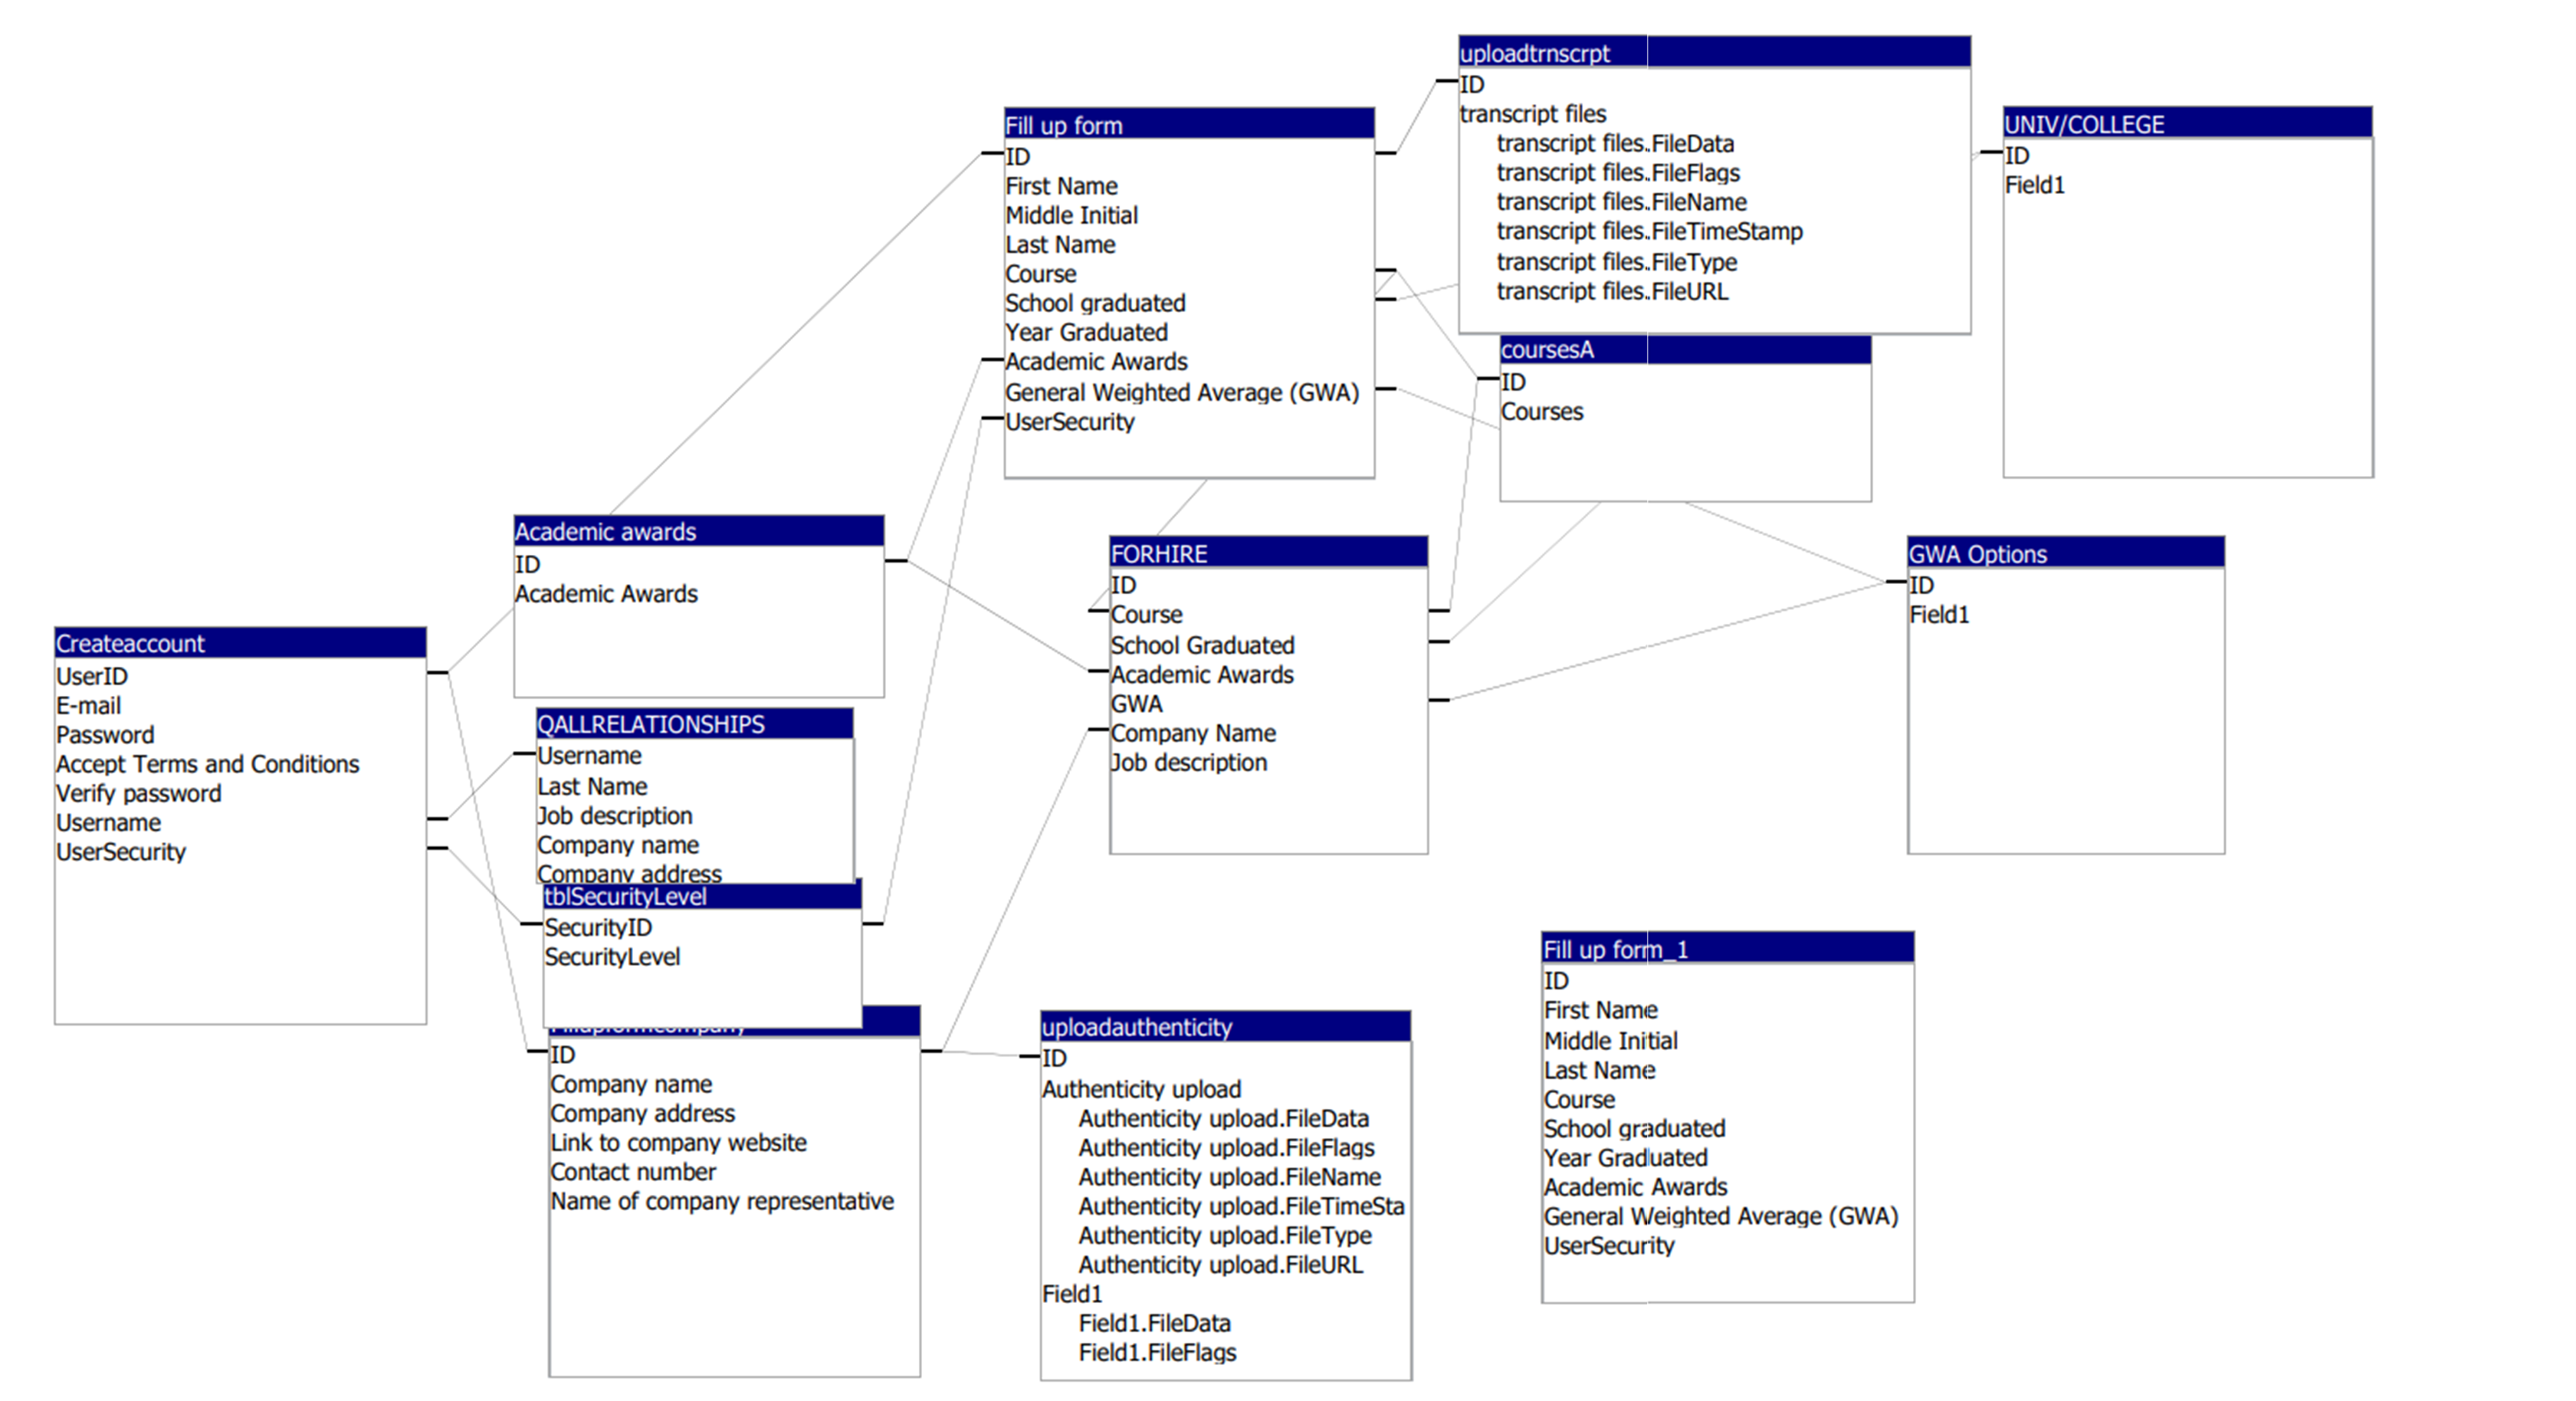 uploadtrnscrpt
ID
transcript files
transcript files.FileData
transcript files.FileFlags
transcript files.FileName
transcript files.FileTimeStamp
transcript files.FileType
transcript files.FileURL
UNIV/COLLEGE
ID
Field1
Fill up form
ID
First Name
Middle Initial
Last Name
Course
School graduated
Year Graduated
Academic Awards
General Weighted Average (GWA)
UserSecurity
coursesA
ID
Courses
Academic awards
ID
Academic Awards
FORHIRE
ID
Course
School Graduated
Academic Awards
GWA
Company Name
Job description
GWA Options
ID
Field1
Createaccount
UserID
E-mail
Password
Accept Terms and Conditions
Verify password
Username
UserSecurity
QALLRELATIONSHIPS
Username
Last Name
Job description
Company name
Company address
tblSecurityLevel
SecurityID
SecurityLevel
ID
Company name
Company address
Link to company website
Contact number
Name of company representative
uploadauthenticity
ID
Authenticity upload
Authenticity upload.FileData
Authenticity upload.FileFlags
Authenticity upload.FileName
Authenticity upload.FileTimeSta
Authenticity upload.FileType
Authenticity upload.FileURL
Field1
Field1.FileData
Field1.FileFlags
Fill up form_1
ID
First Name
Middle Initial
Last Name
Course
School graduated
Year Graduated
Academic Awards
General Weighted Average (GWA)
UserSecurity